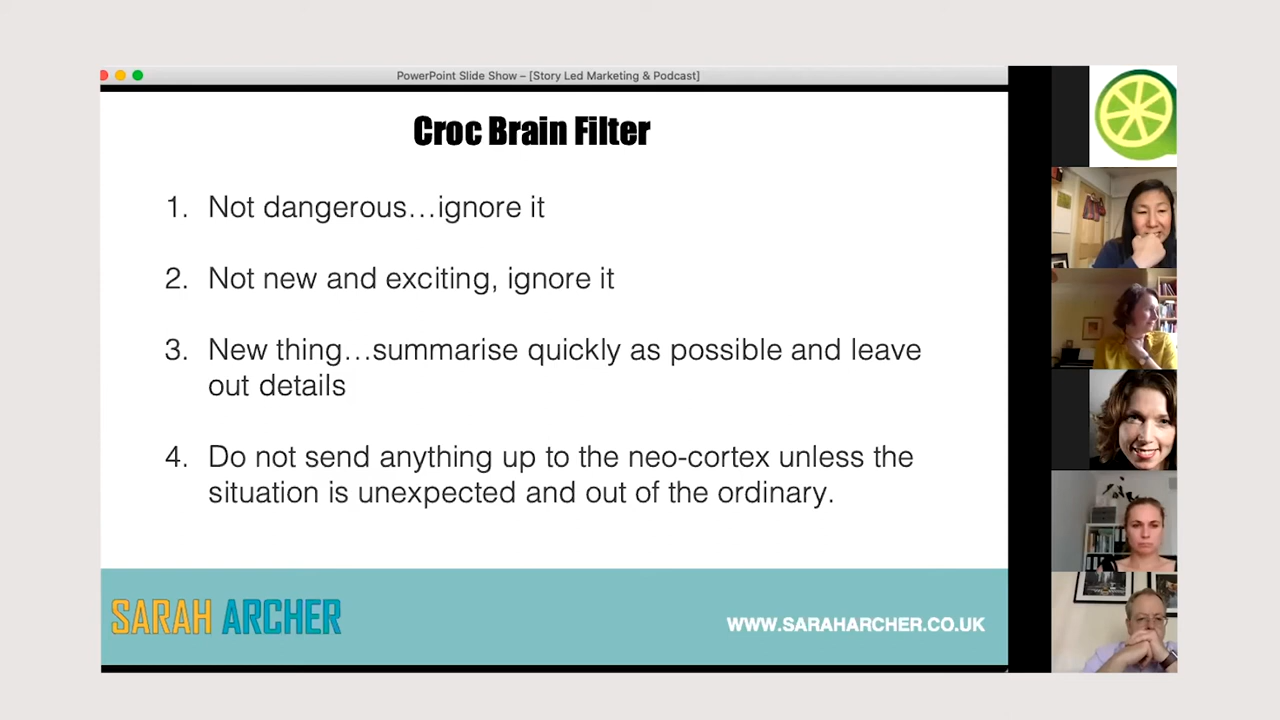 PowerPoint Slide Show – [Story Led Marketing & Podcast]
Croc Brain Filter
1. Not dangerous…ignore it
2. Not new and exciting, ignore it
3. New thing…summarise quickly as possible and leave
out details
4. Do not send anything up to the neo-cortex unless the
situation is unexpected and out of the ordinary.
SARAH ARCHER
WWW.SARAHARCHER.CO.UK